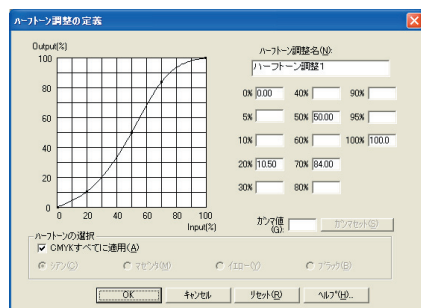 ハーフトーン調整の定義
Output(%)
100
80
60
40
20
0
0 20 40 60 80 100
Input(%)
ハーフトーン調整名(N):
ハーフトーン調整1
0% 0.00 40% 90%
5% 50% 50.00 95%
10% 60% 100% 100.0
20% 10.50 70% 84.00
30% 80%
ガンマ値(G): ガンマセット(S)
ハーフトーンの選択
CMYKすべてに適用(A)
シアン(C) マゼンタ(M) イエロー(Y) ブラック(B)
OK キャンセル リセット(R) ヘルプ(H)...